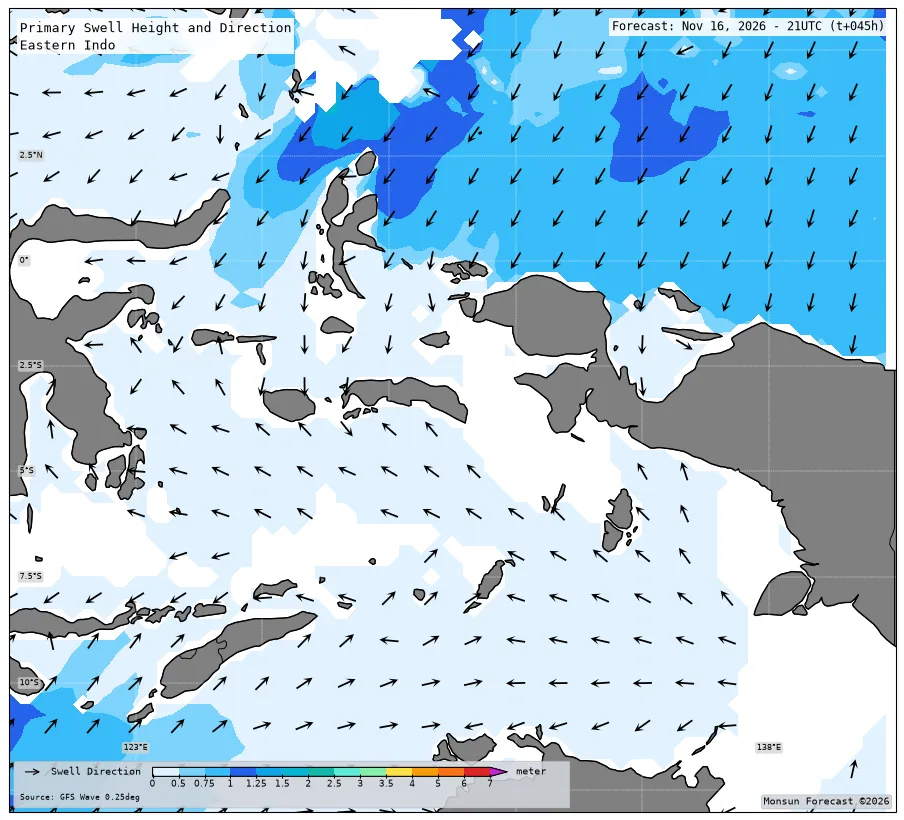 Primary Swell Height and Direction
Eastern Indo
Forecast: Nov 16, 2026 - 21UTC (t+045h)
2.5°N
0°
2.5°S
5°S
7.5°S
10°S
123°E
138°E
Swell Direction
0 0.5 0.75 1 1.25 1.5 2 2.5 3 3.5 4 5 6 7
meter
Source: GFS Wave 0.25deg
Monsun Forecast ©2026